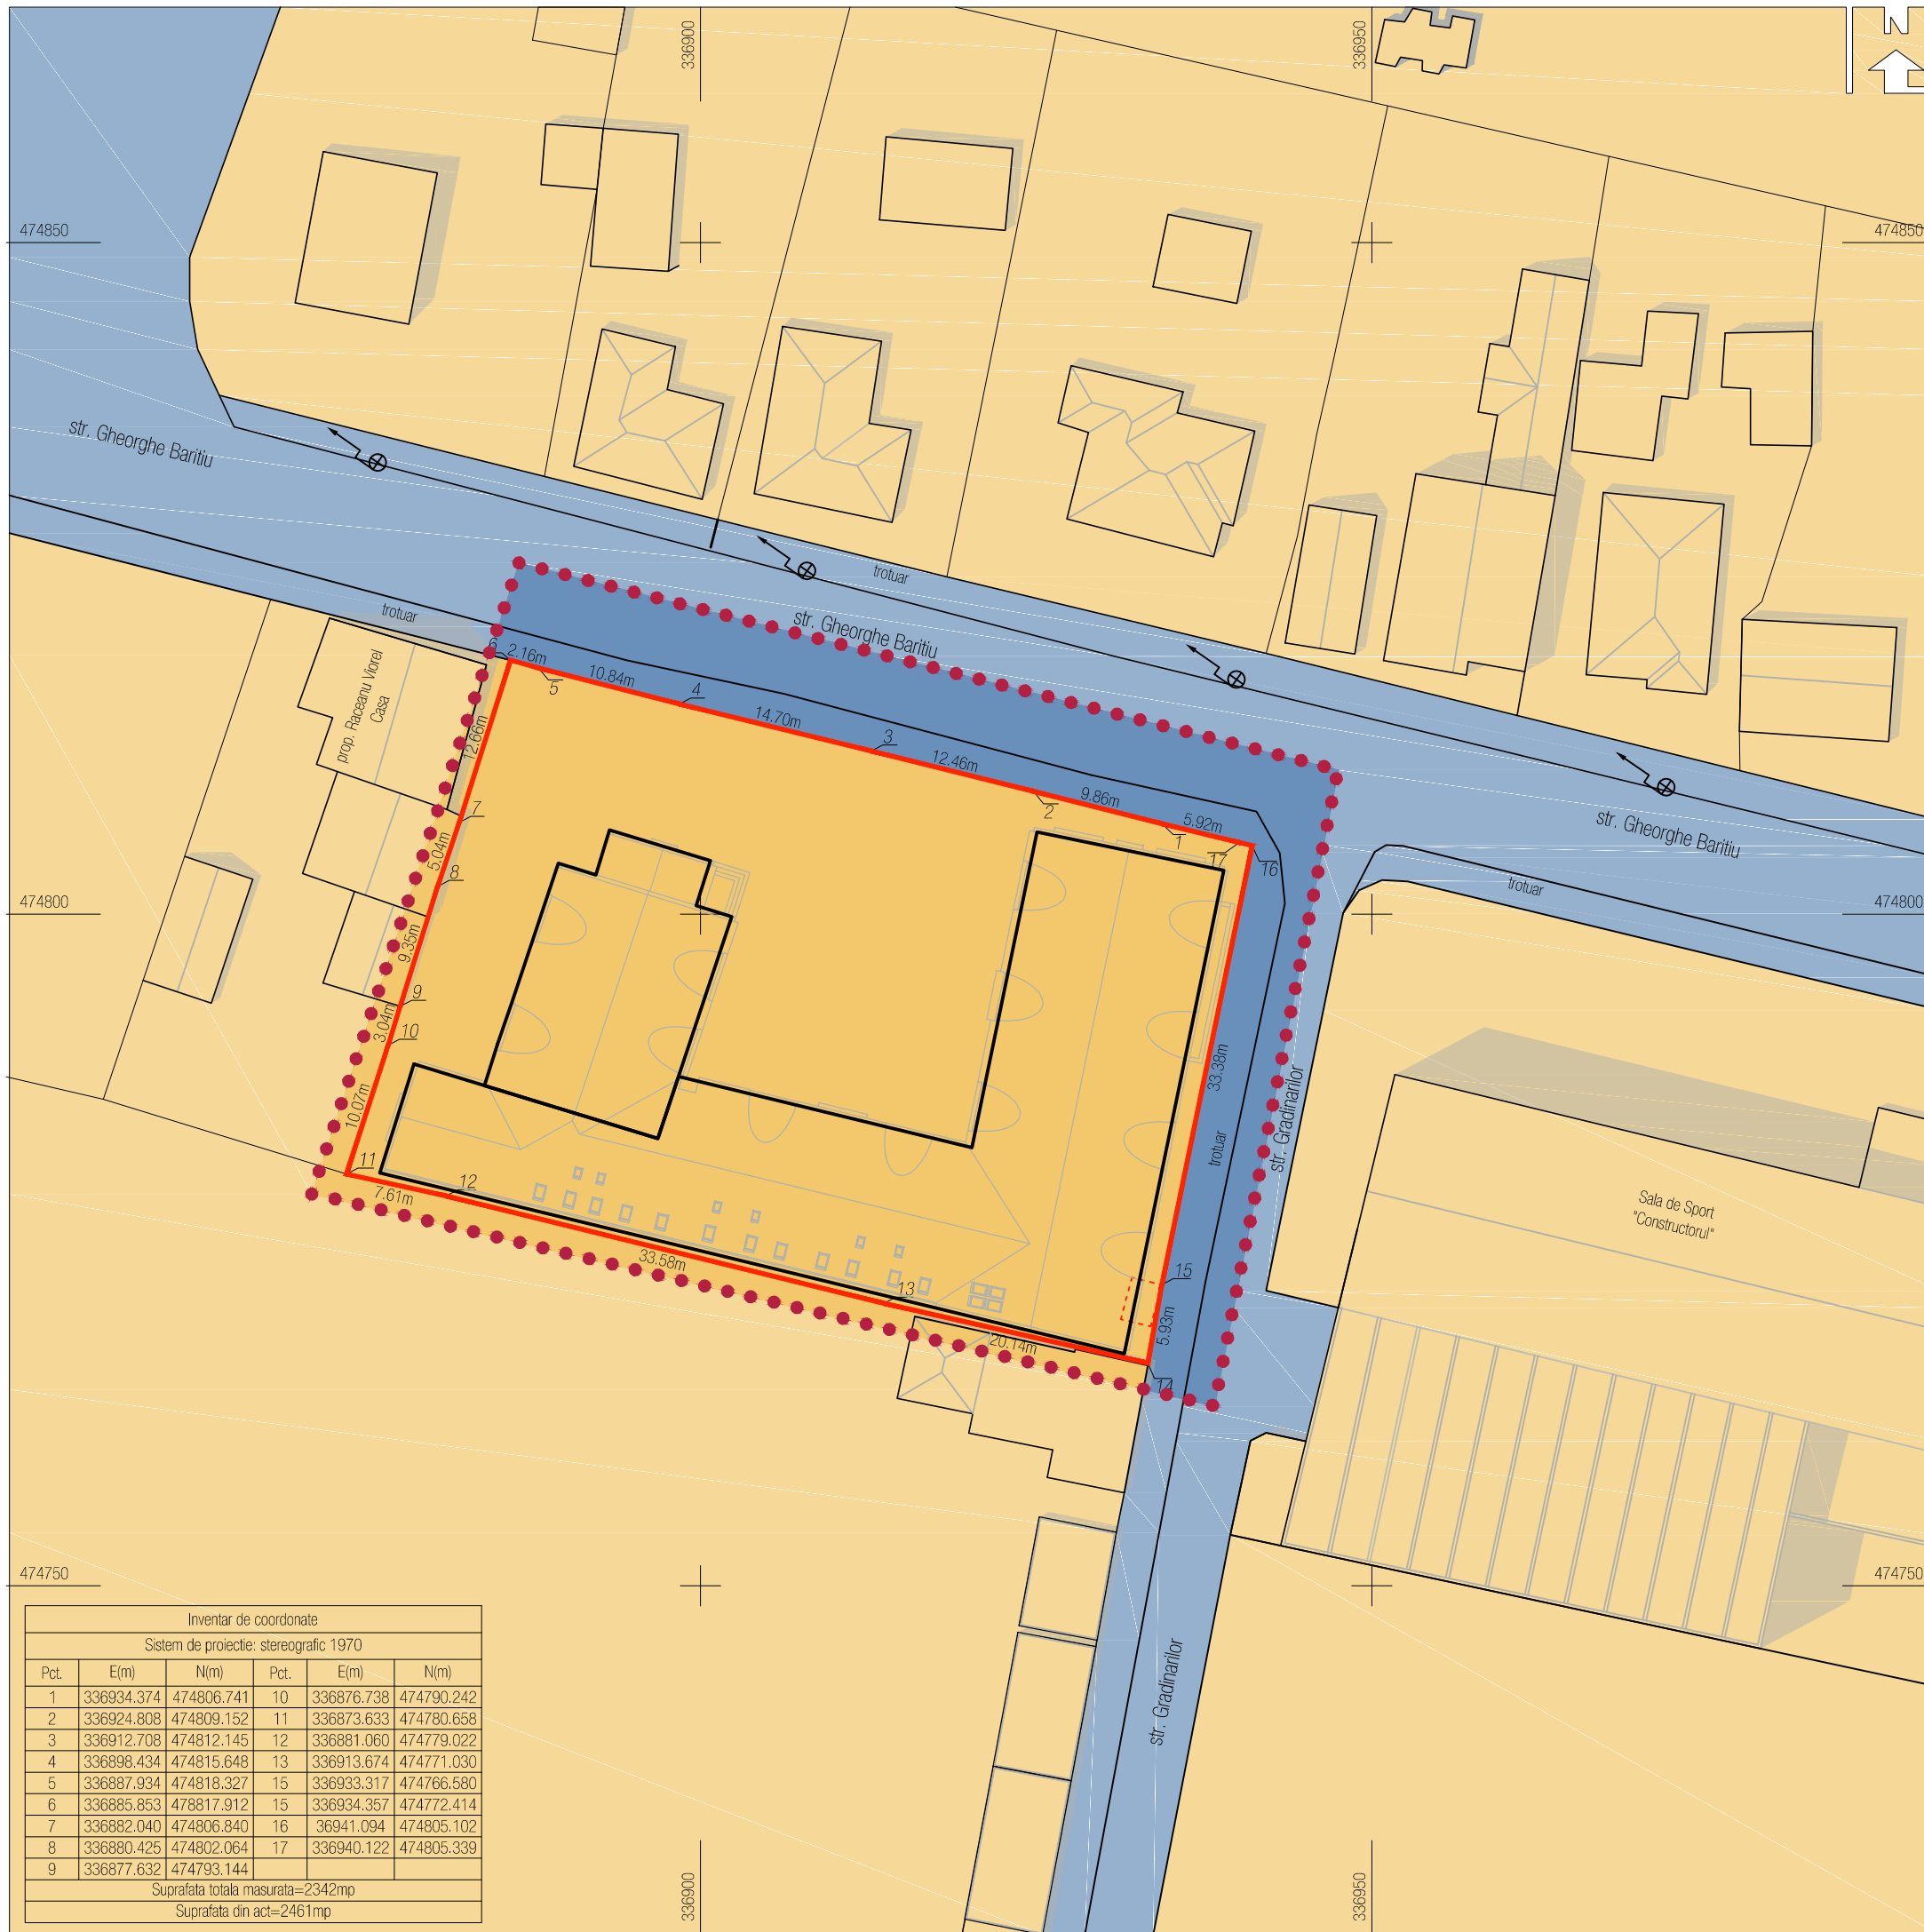 336900
336950
N
474850
474850
str. Gheorghe Baritiu
trotuar
str. Gheorghe Baritiu
trotuar
prop. Raceanu Viorel
Casa
6
2.16m
5
10.84m
4
14.70m
3
12.46m
2
9.86m
1
5.92m
17
16
str. Gheorghe Baritiu
trotuar
12.66m
7
5.04m
8
474800
474800
9.35m
9
3.04m
10
10.07m
11
7.61m
12
33.58m
13
20.14m
14
5.93m
15
33.38m
trotuar
str. Gradinarilor
Sala de Sport
"Constructorul"
474750
474750
str. Gradinarilor
Inventar de coordonate
Sistem de proiectie: stereografic 1970
Pct. E(m) N(m) Pct. E(m) N(m)
1 336934.374 474806.741 10 336876.738 474790.242
2 336924.808 474809.152 11 336873.633 474780.658
3 336912.708 474812.145 12 336881.060 474779.022
4 336898.434 474815.648 13 336913.674 474771.030
5 336887.934 474818.327 15 336933.317 474766.580
6 336885.853 478817.912 15 336934.357 474772.414
7 336882.040 474806.840 16 36941.094 474805.102
8 336880.425 474802.064 17 336940.122 474805.339
9 336877.632 474793.144
Suprafata totala masurata=2342mp
Suprafata din act=2461mp
336900
336950